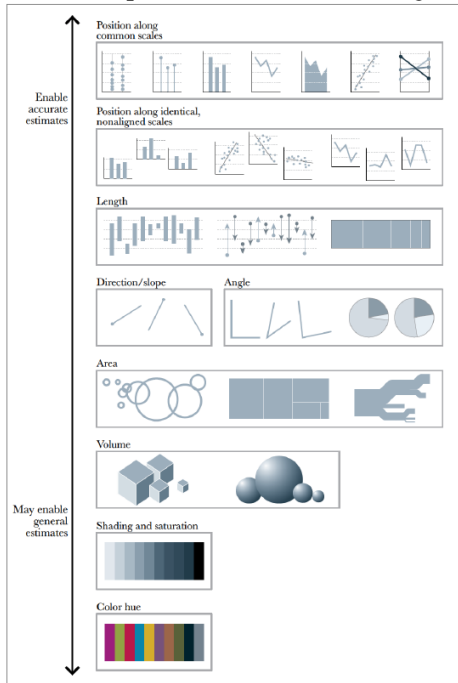 Position along
common scales
Enable
accurate
estimates
Position along identical,
nonaligned scales
Length
Direction/slope
Angle
Area
Volume
May enable
general
estimates
Shading and saturation
Color hue